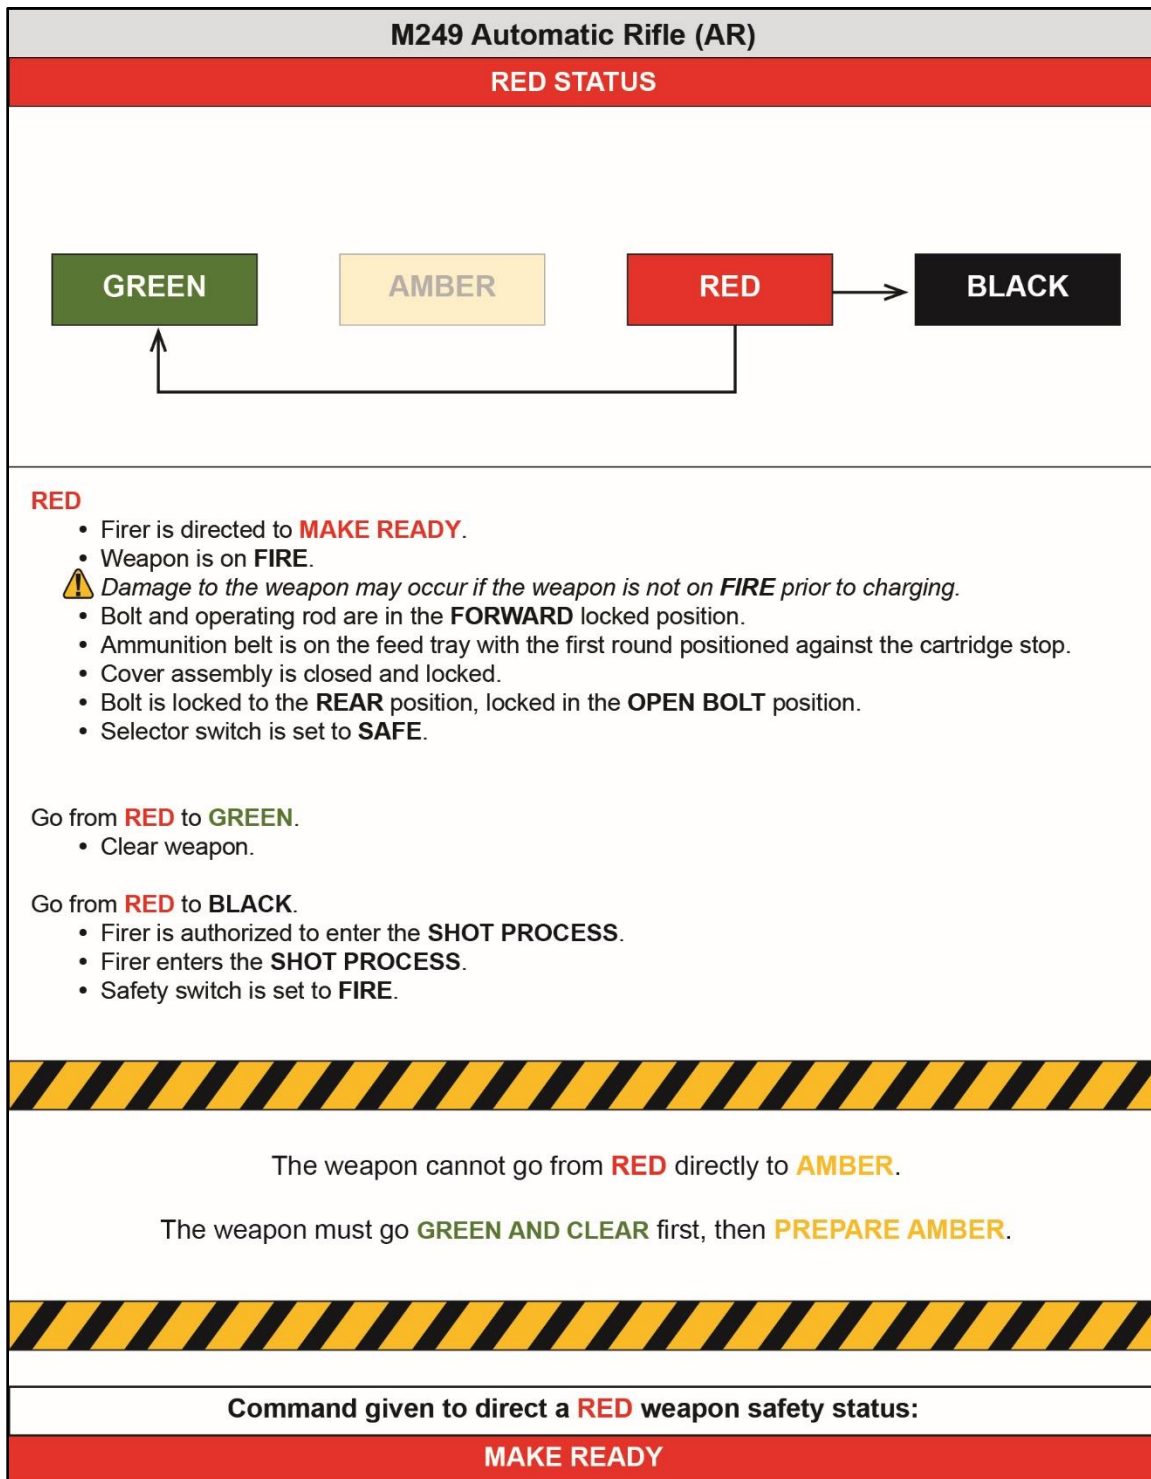 M249 Automatic Rifle (AR)
RED STATUS
GREEN
AMBER
RED
BLACK
RED
• Firer is directed to MAKE READY.
• Weapon is on FIRE.
Damage to the weapon may occur if the weapon is not on FIRE prior to charging.
• Bolt and operating rod are in the FORWARD locked position.
• Ammunition belt is on the feed tray with the first round positioned against the cartridge stop.
• Cover assembly is closed and locked.
• Bolt is locked to the REAR position, locked in the OPEN BOLT position.
• Selector switch is set to SAFE.
Go from RED to GREEN.
• Clear weapon.
Go from RED to BLACK.
• Firer is authorized to enter the SHOT PROCESS.
• Firer enters the SHOT PROCESS.
• Safety switch is set to FIRE.
The weapon cannot go from RED directly to AMBER.
The weapon must go GREEN AND CLEAR first, then PREPARE AMBER.
Command given to direct a RED weapon safety status:
MAKE READY